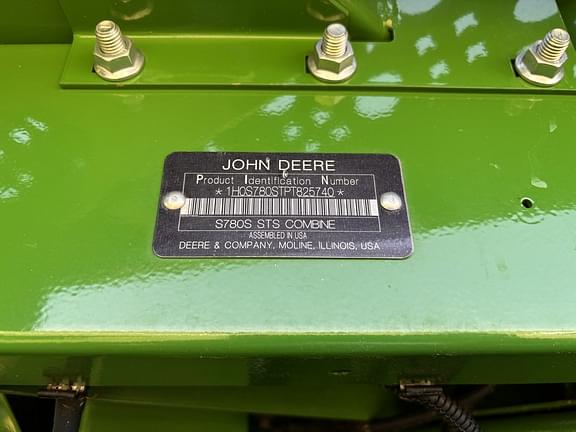 JOHN DEERE
Product Identification Number
*1H0S780STPT825740*
S780S STS COMBINE
ASSEMBLED IN USA
DEERE & COMPANY, MOLINE, ILLINOIS, USA